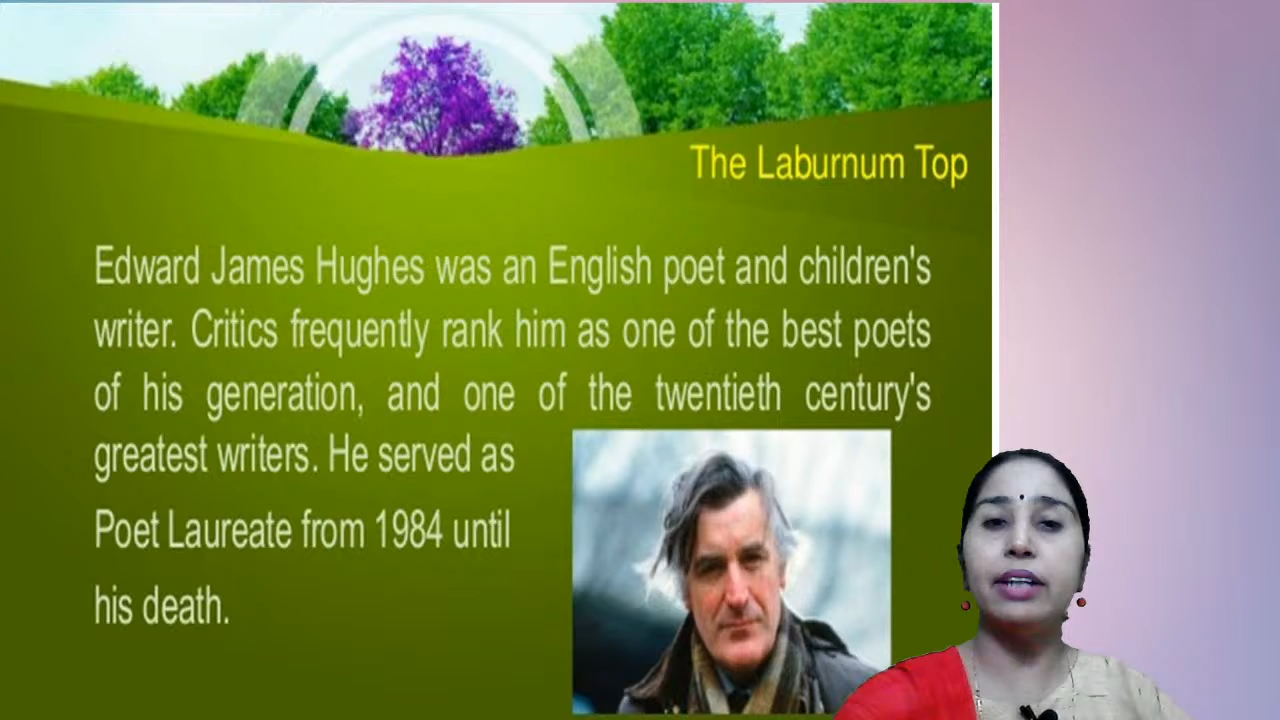 The Laburnum Top
Edward James Hughes was an English poet and children's
writer. Critics frequently rank him as one of the best poets
of his generation, and one of the twentieth century's
greatest writers. He served as
Poet Laureate from 1984 until
his death.